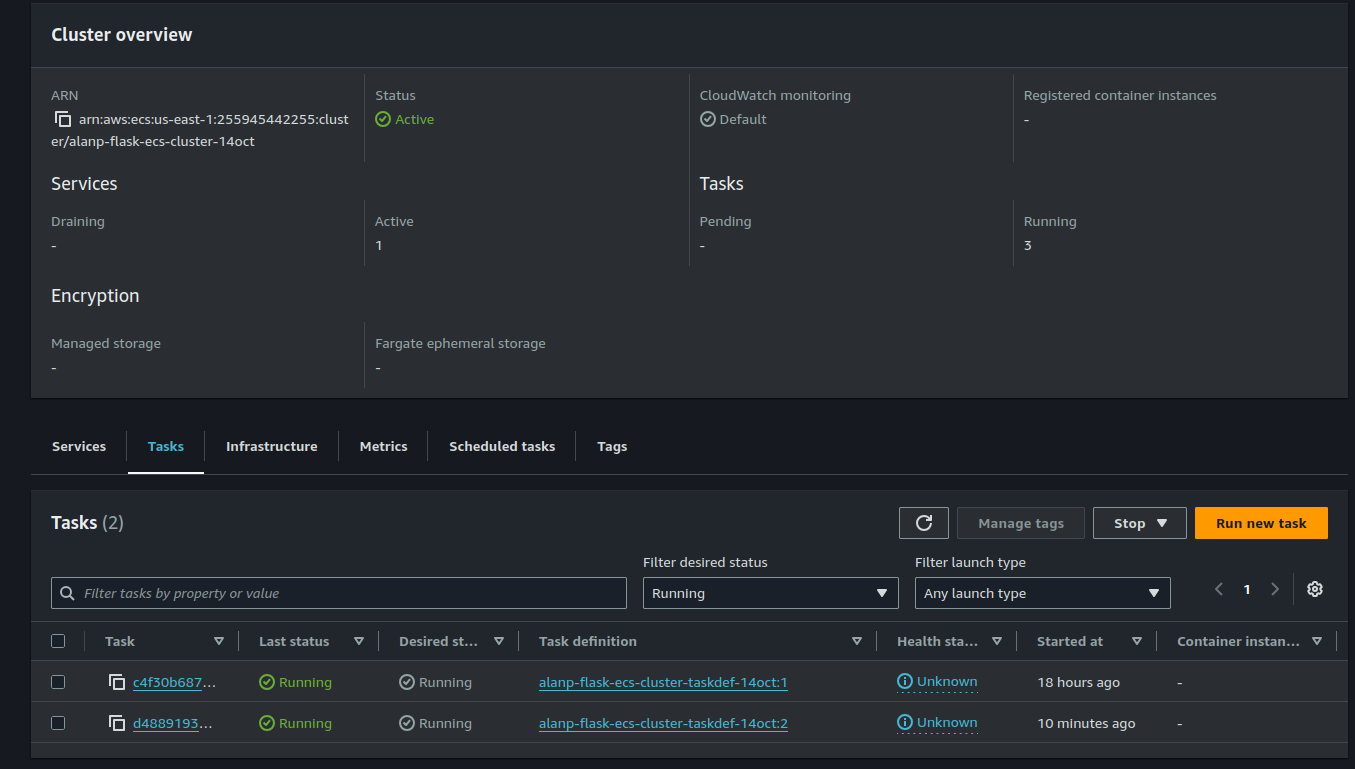 Cluster overview
ARN
arn:aws:ecs:us-east-1:255945442255:clust
er/alanp-flask-ecs-cluster-14oct
Status
Active
CloudWatch monitoring
Default
Registered container instances
-
Services
Tasks
Draining
-
Active
1
Pending
-
Running
3
Encryption
Managed storage
-
Fargate ephemeral storage
-
Services Tasks Infrastructure Metrics Scheduled tasks Tags
Tasks (2)
Manage tags Stop Run new task
Filter desired status Filter launch type
Filter tasks by property or value Running Any launch type 1
Task Last status Desired st... Task definition Health sta... Started at Container instan...
c4f30b687... Running Running alanp-flask-ecs-cluster-taskdef-14oct:1 Unknown 18 hours ago -
d4889193... Running Running alanp-flask-ecs-cluster-taskdef-14oct:2 Unknown 10 minutes ago -